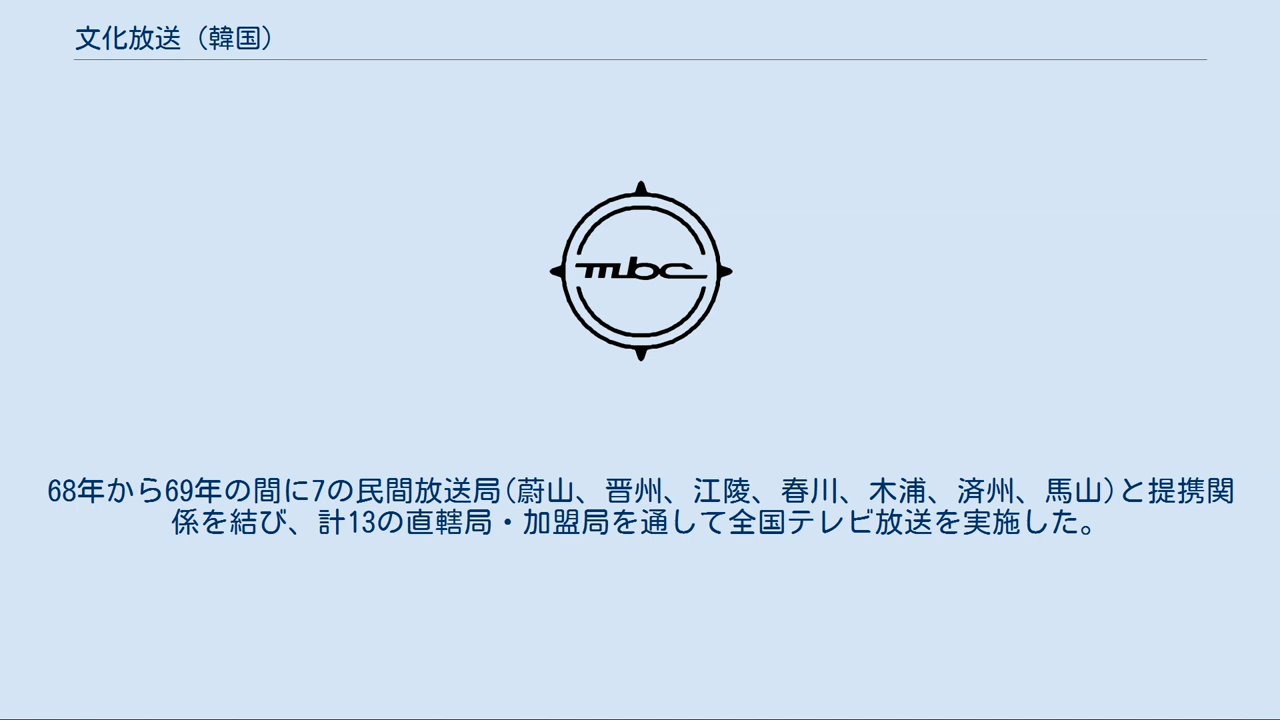 文化放送（韓国）
mbc
68年から69年の間に7の民間放送局(蔚山、晋州、江陵、春川、木浦、済州、馬山)と提携関
係を結び、計13の直轄局・加盟局を通して全国テレビ放送を実施した。